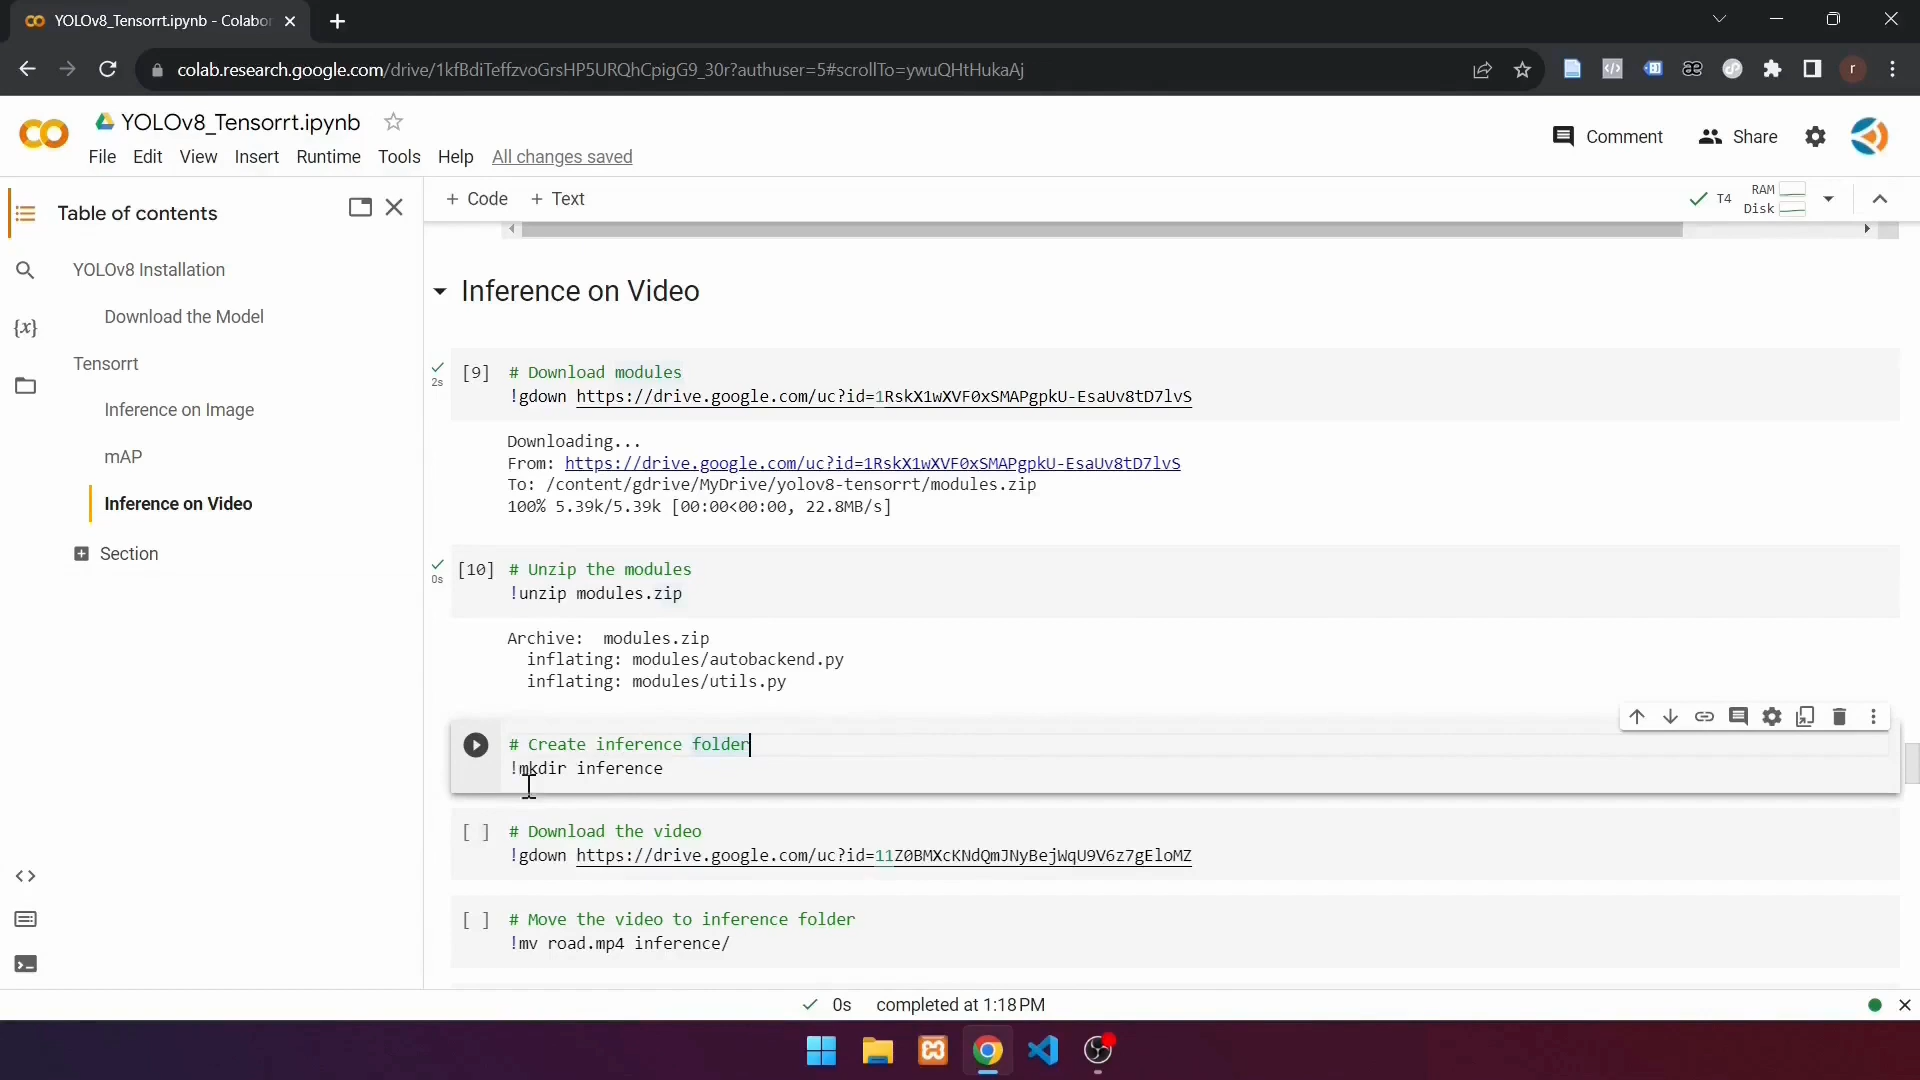 YOLOv8_Tensorrt.ipynb - Colabor
colab.research.google.com/drive/1kfBdiTeffzvoGrsHP5URQhCpigG9_30r?authuser=5#scrollTo=ywuQHtHukaAj
r
YOLOv8_Tensorrt.ipynb
Comment
Share
File Edit View Insert Runtime Tools Help All changes saved
Table of contents
+ Code + Text
T4
RAM
Disk
YOLOv8 Installation
Download the Model
Tensorrt
Inference on Image
mAP
Inference on Video
Section
{x}
Inference on Video
2s
[9] # Download modules
!gdown https://drive.google.com/uc?id=1RskX1wXVF0xSMAPgpkU-EsaUv8tD7lvS
Downloading...
From: https://drive.google.com/uc?id=1RskX1wXVF0xSMAPgpkU-EsaUv8tD7lvS
To: /content/gdrive/MyDrive/yolov8-tensorrt/modules.zip
100% 5.39k/5.39k [00:00<00:00, 22.8MB/s]
0s
[10] # Unzip the modules
!unzip modules.zip
Archive: modules.zip
inflating: modules/autobackend.py
inflating: modules/utils.py
# Create inference folder
!mkdir inference
[ ] # Download the video
!gdown https://drive.google.com/uc?id=11Z0BMXcKNdQmJNyBejWqU9V6z7gEloMZ
[ ] # Move the video to inference folder
!mv road.mp4 inference/
0s completed at 1:18 PM